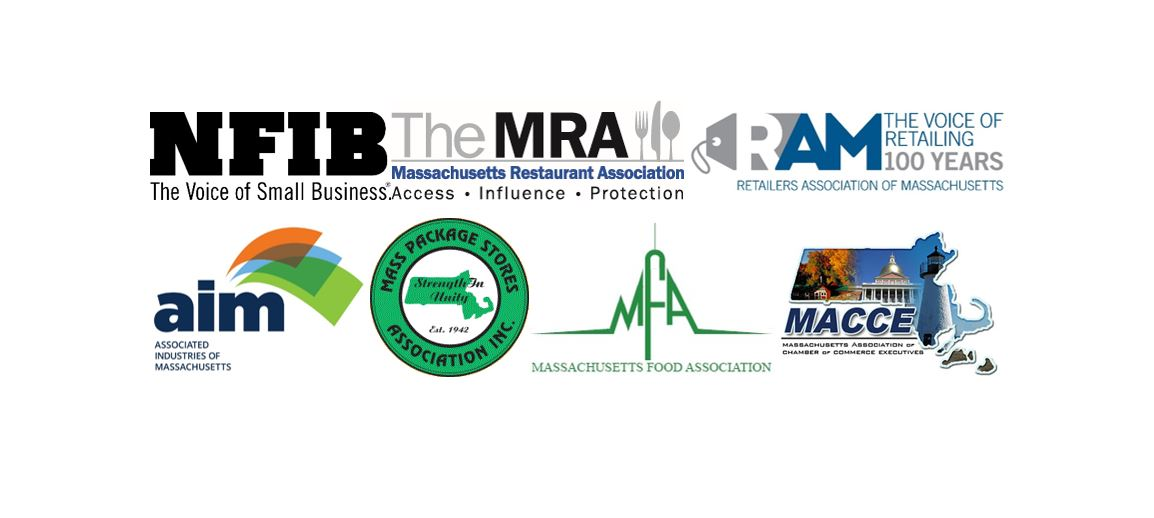 NFIB
The Voice of Small Business.®
The MRA
Massachusetts Restaurant Association
Access • Influence • Protection
RAM
THE VOICE OF
RETAILING
100 YEARS
RETAILERS ASSOCIATION OF MASSACHUSETTS
aim
ASSOCIATED
INDUSTRIES OF
MASSACHUSETTS
MASS PACKAGE STORES
Strength In
Unity
Est. 1942
ASSOCIATION INC.
MFA
MASSACHUSETTS FOOD ASSOCIATION
MACCE
MASSACHUSETTS ASSOCIATION OF
CHAMBER OF COMMERCE EXECUTIVES